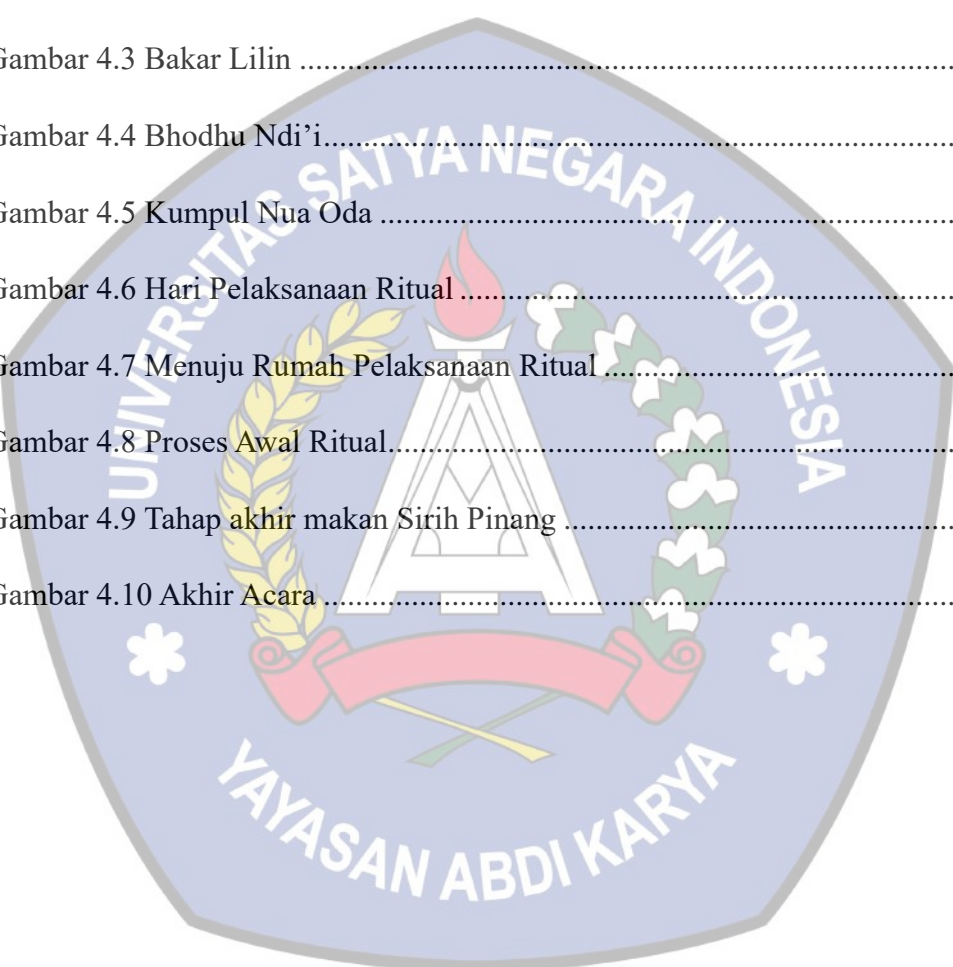 Gambar 4.3 Bakar Lilin ....................................................................................
Gambar 4.4 Bhodhu Ndi’i................................................................................
Gambar 4.5 Kumpul Nua Oda .........................................................................
Gambar 4.6 Hari Pelaksanaan Ritual ...............................................................
Gambar 4.7 Menuju Rumah Pelaksanaan Ritual .............................................
Gambar 4.8 Proses Awal Ritual.......................................................................
Gambar 4.9 Tahap akhir makan Sirih Pinang ..................................................
Gambar 4.10 Akhir Acara ................................................................................
UNIVERSITAS SATYA NEGARA INDONESIA
YAYASAN ABDI KARYA